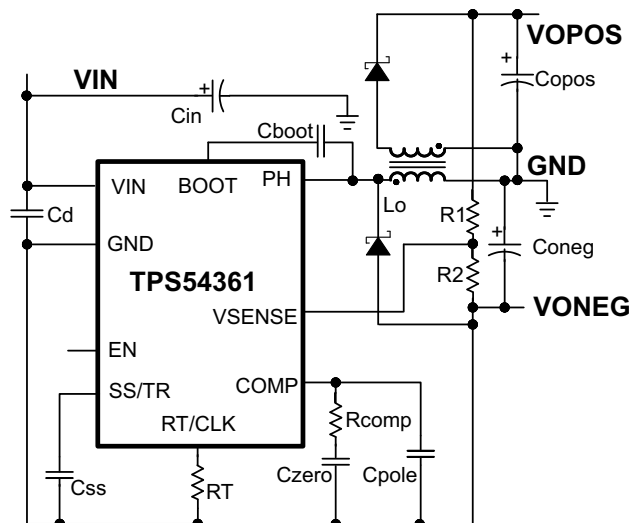 VOPOS
VIN
+
Copos
+
Cin
Cboot
GND
VIN
BOOT
PH
Lo
R1
+
Cd
GND
Coneg
TPS54361
R2
VSENSE
VONEG
EN
COMP
SS/TR
RT/CLK
Rcomp
Css
RT
Czero
Cpole